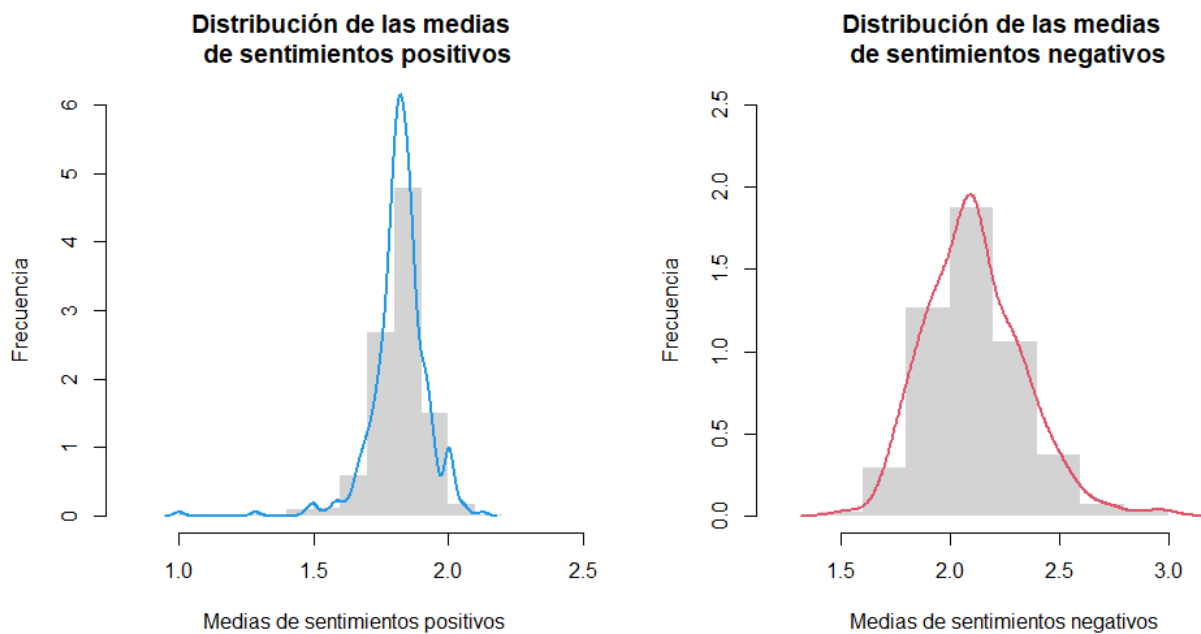 Distribución de las medias
de sentimientos positivos
Frecuencia
6
5
4
3
2
1
0
1.0 1.5 2.0 2.5
Medias de sentimientos positivos
Distribución de las medias
de sentimientos negativos
Frecuencia
2.5
2.0
1.5
1.0
0.5
0.0
1.5 2.0 2.5 3.0
Medias de sentimientos negativos